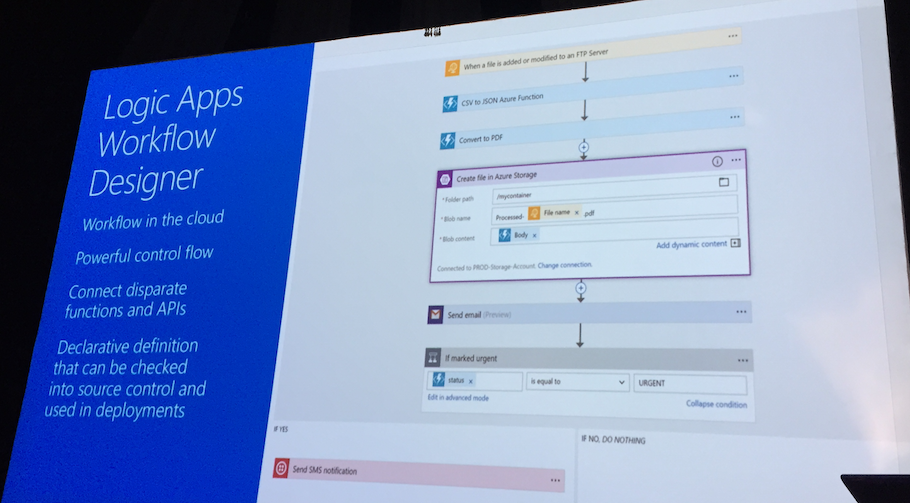 Logic Apps
Workflow
Designer
Workflow in the cloud
Powerful control flow
Connect disparate
functions and APIs
Declarative definition
that can be checked
into source control and
used in deployments
When a file is added or modified to an FTP Server
CSV to JSON Azure Function
Convert to PDF
Create file in Azure Storage
* Folder path
/mycontainer
* Blob name
Processed- File name x .pdf
* Blob content
Body x
Add dynamic content
Connected to PROD-Storage-Account. Change connection.
Send email (Preview)
If marked urgent
status x
is equal to
URGENT
Edit in advanced mode
Collapse condition
IF YES
IF NO, DO NOTHING
Send SMS notification